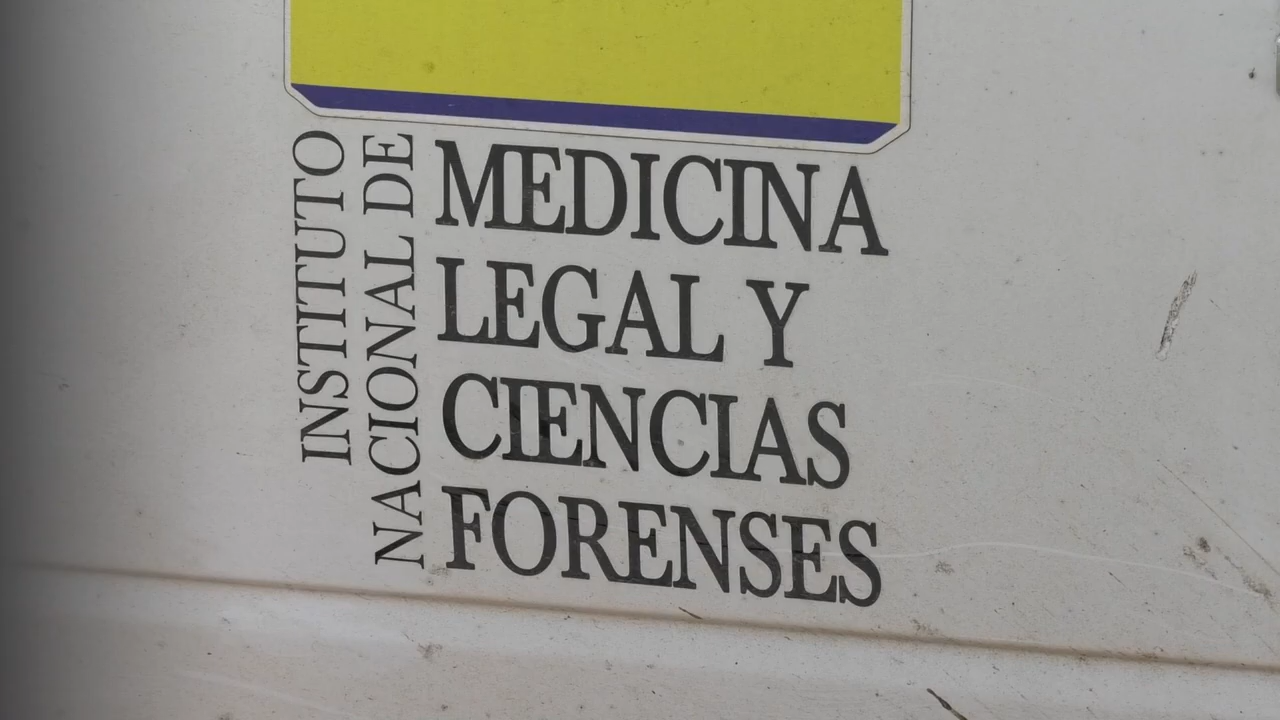 INSTITUTO
NACIONAL DE
MEDICINA
LEGAL Y
CIENCIAS
FORENSES